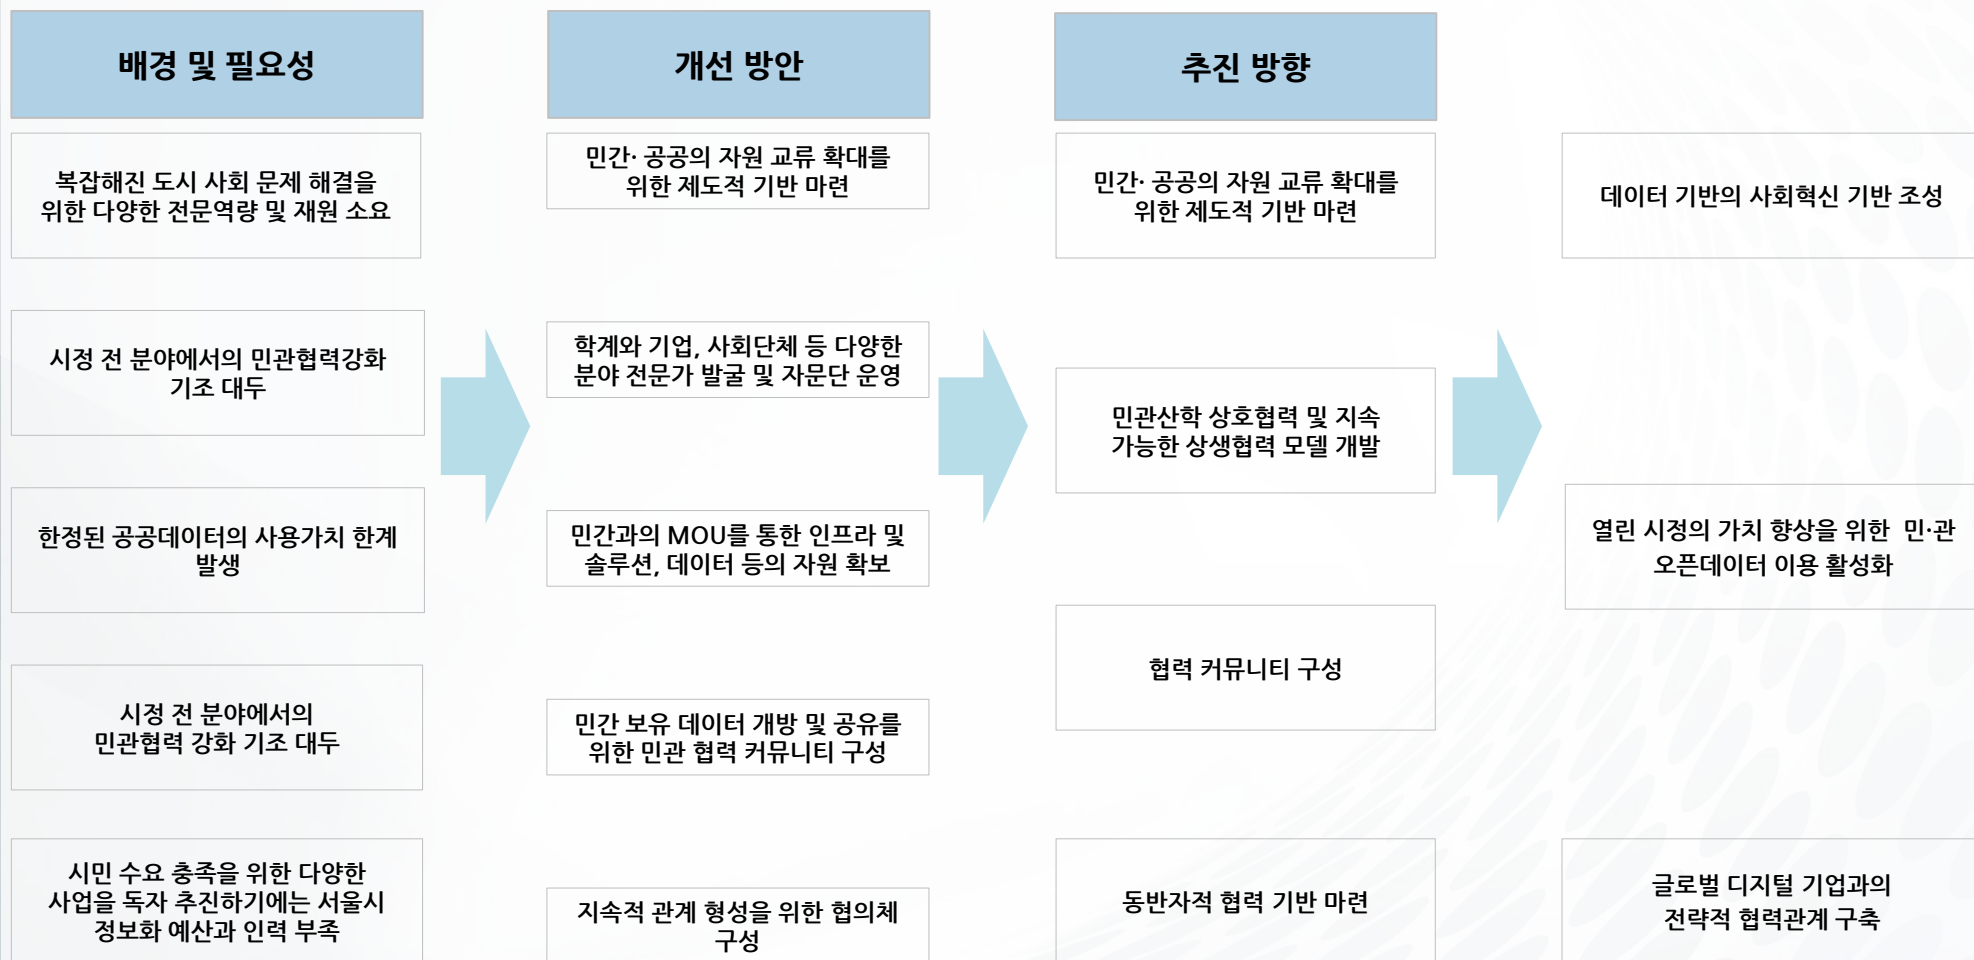 배경 및 필요성
복잡해진 도시 사회 문제 해결을
위한 다양한 전문역량 및 재원 소요
시정 전 분야에서의 민관협력강화
기조 대두
한정된 공공데이터의 사용가치 한계
발생
시정 전 분야에서의
민관협력 강화 기조 대두
시민 수요 충족을 위한 다양한
사업을 독자 추진하기에는 서울시
정보화 예산과 인력 부족
개선 방안
민간· 공공의 자원 교류 확대를
위한 제도적 기반 마련
학계와 기업, 사회단체 등 다양한
분야 전문가 발굴 및 자문단 운영
민간과의 MOU를 통한 인프라 및
솔루션, 데이터 등의 자원 확보
민간 보유 데이터 개방 및 공유를
위한 민관 협력 커뮤니티 구성
지속적 관계 형성을 위한 협의체
구성
추진 방향
민간· 공공의 자원 교류 확대를
위한 제도적 기반 마련
민관산학 상호협력 및 지속
가능한 상생협력 모델 개발
협력 커뮤니티 구성
동반자적 협력 기반 마련
데이터 기반의 사회혁신 기반 조성
열린 시정의 가치 향상을 위한 민·관
오픈데이터 이용 활성화
글로벌 디지털 기업과의
전략적 협력관계 구축